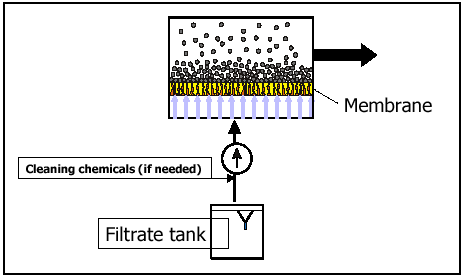 Membrane
Cleaning chemicals (if needed)
Filtrate tank